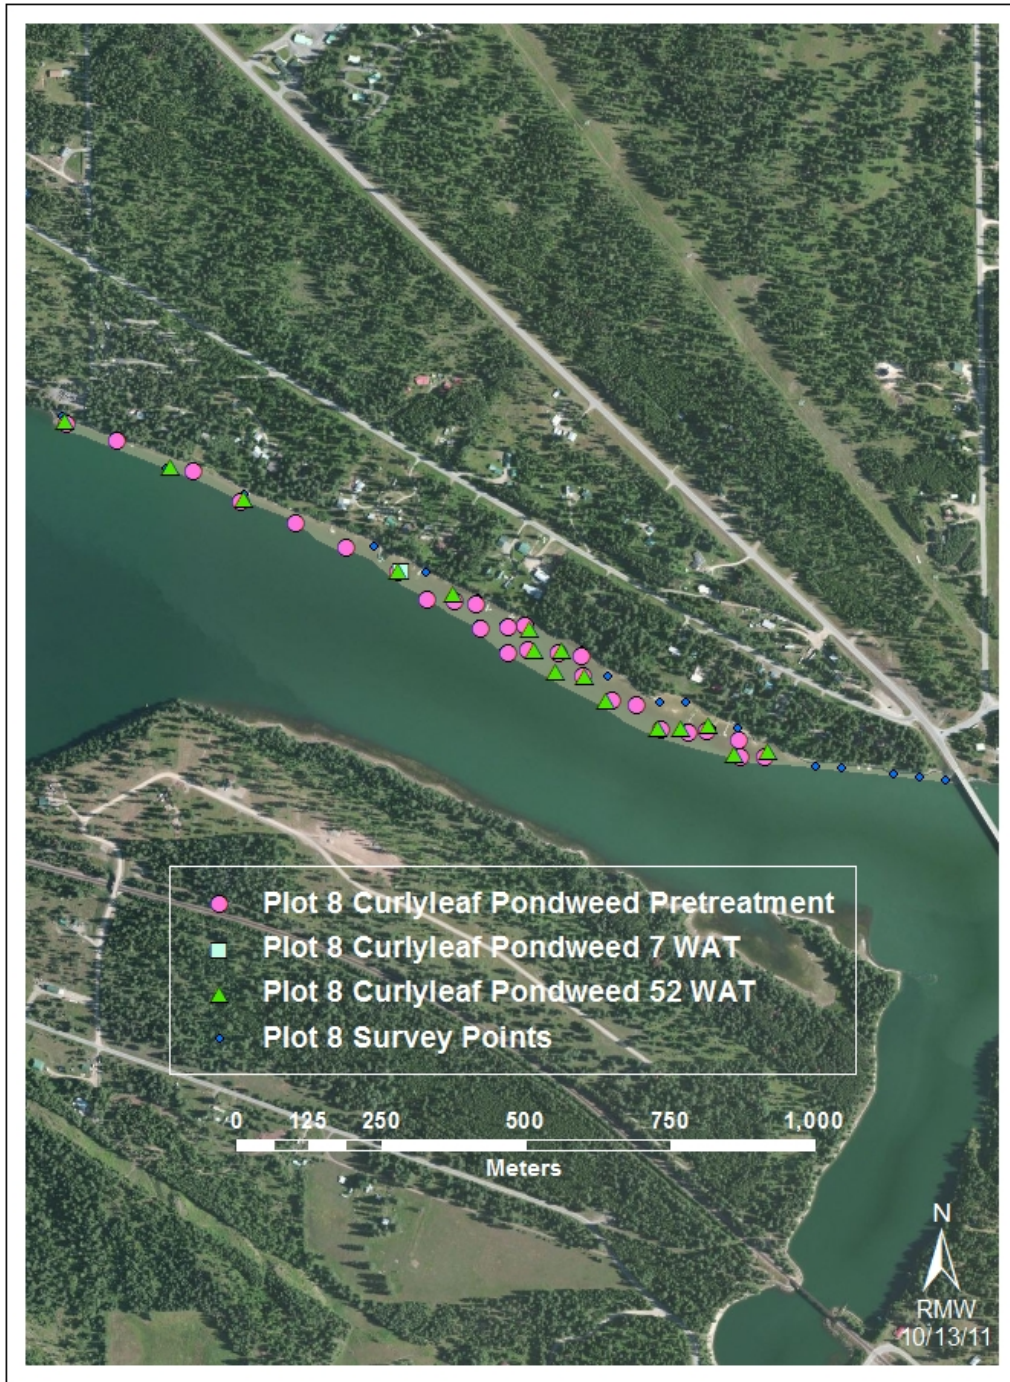 Plot 8 Curlyleaf Pondweed Pretreatment
Plot 8 Curlyleaf Pondweed 7 WAT
Plot 8 Curlyleaf Pondweed 52 WAT
Plot 8 Survey Points
0 125 250 500 750 1,000
Meters
N
RMW
10/13/11